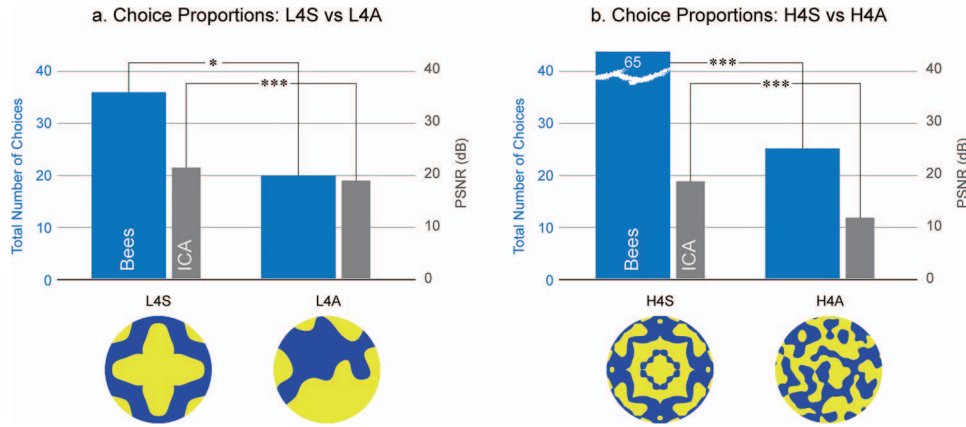 a. Choice Proportions: L4S vs L4A
Total Number of Choices
40
30
20
10
0
*
***
Bees
ICA
40
30
20
10
0
PSNR (dB)
L4S
L4A
b. Choice Proportions: H4S vs H4A
Total Number of Choices
40
30
20
10
0
65
***
***
Bees
ICA
40
30
20
10
0
PSNR (dB)
H4S
H4A